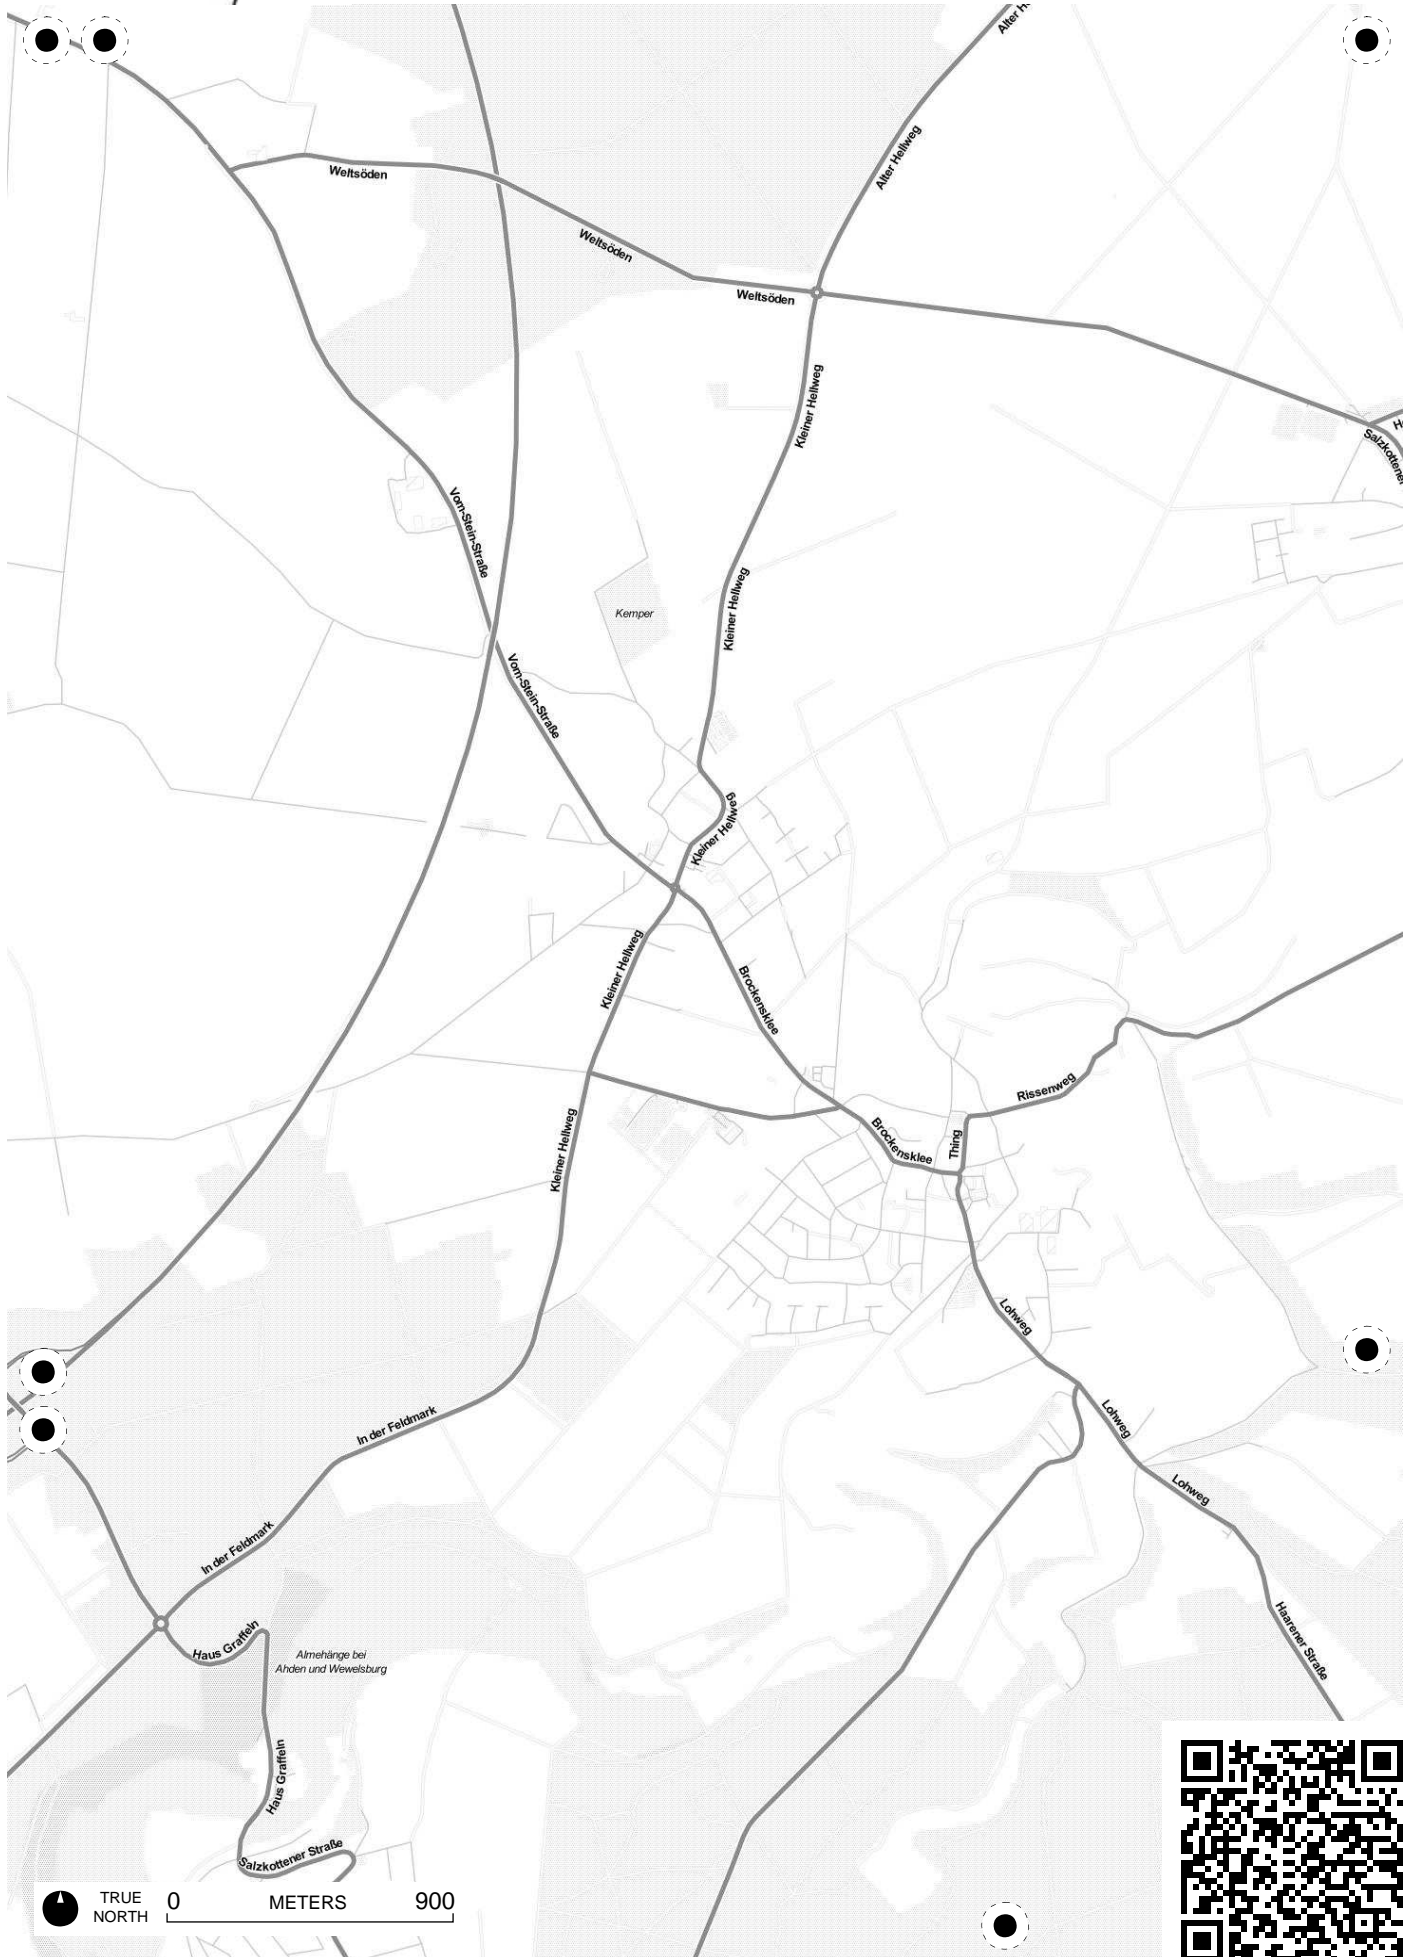 Alter H
Alter Hellweg
Weltsöden
Weltsöden
Weltsöden
Kleiner Hellweg
H
Salzkottener
Vom-Stein-Straße
Kleiner Hellweg
Kemper
Vom-Stein-Straße
Kleiner Hellweg
Kleiner Hellweg
Brockensklee
Rissenweg
Kleiner Hellweg
Brockensklee
Thing
Lohweg
Lohweg
In der Feldmark
Lohweg
In der Feldmark
Haus Graffeln
Almehänge bei
Ahden und Wewelsburg
Haarener Straße
Haus Graffeln
Salzkottener Straße
TRUE
NORTH
0 METERS 900